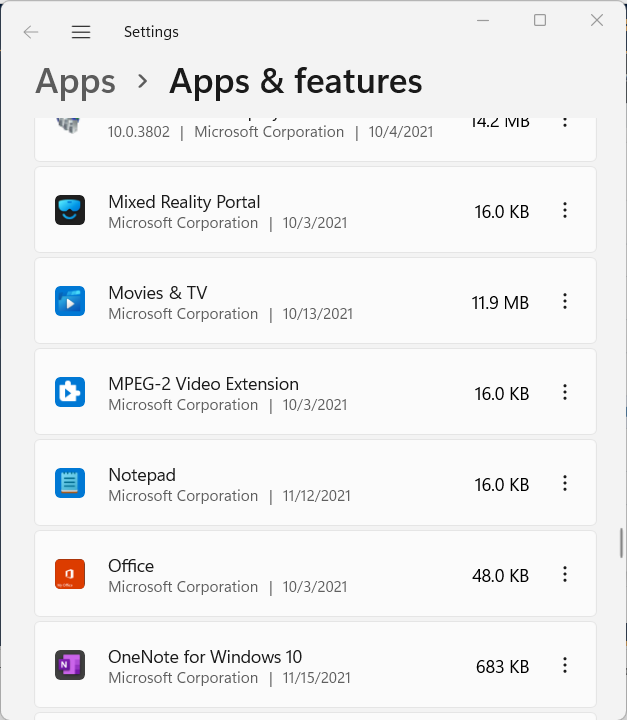 Settings
Apps > Apps & features
14.2 MB
10.0.3802 | Microsoft Corporation | 10/4/2021
Mixed Reality Portal
16.0 KB
Microsoft Corporation | 10/3/2021
Movies & TV
11.9 MB
Microsoft Corporation | 10/13/2021
MPEG-2 Video Extension
16.0 KB
Microsoft Corporation | 10/3/2021
Notepad
16.0 KB
Microsoft Corporation | 11/12/2021
Office
48.0 KB
Microsoft Corporation | 10/3/2021
OneNote for Windows 10
683 KB
Microsoft Corporation | 11/15/2021